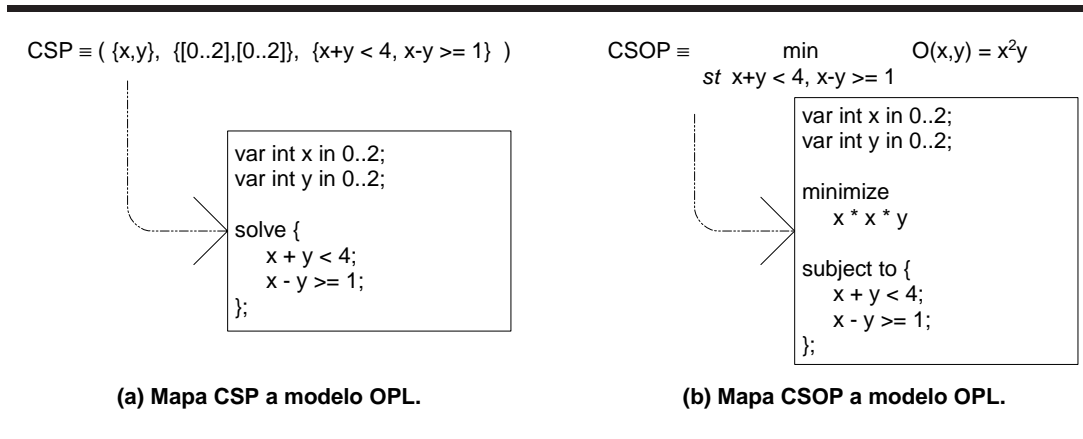 CSP ≡ ( {x,y},  {[0..2],[0..2]},  {x+y < 4, x-y >= 1}  )
var int x in 0..2;
var int y in 0..2;
solve {
x + y < 4;
x - y >= 1;
};
(a) Mapa CSP a modelo OPL.
CSOP ≡ min O(x,y) = x²y
st x+y < 4, x-y >= 1
var int x in 0..2;
var int y in 0..2;
minimize
x * x * y
subject to {
x + y < 4;
x - y >= 1;
};
(b) Mapa CSOP a modelo OPL.